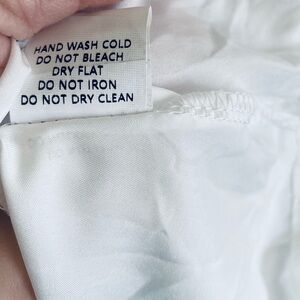 HAND WASH COLD
DO NOT BLEACH
DRY FLAT
DO NOT IRON
DO NOT DRY CLEAN